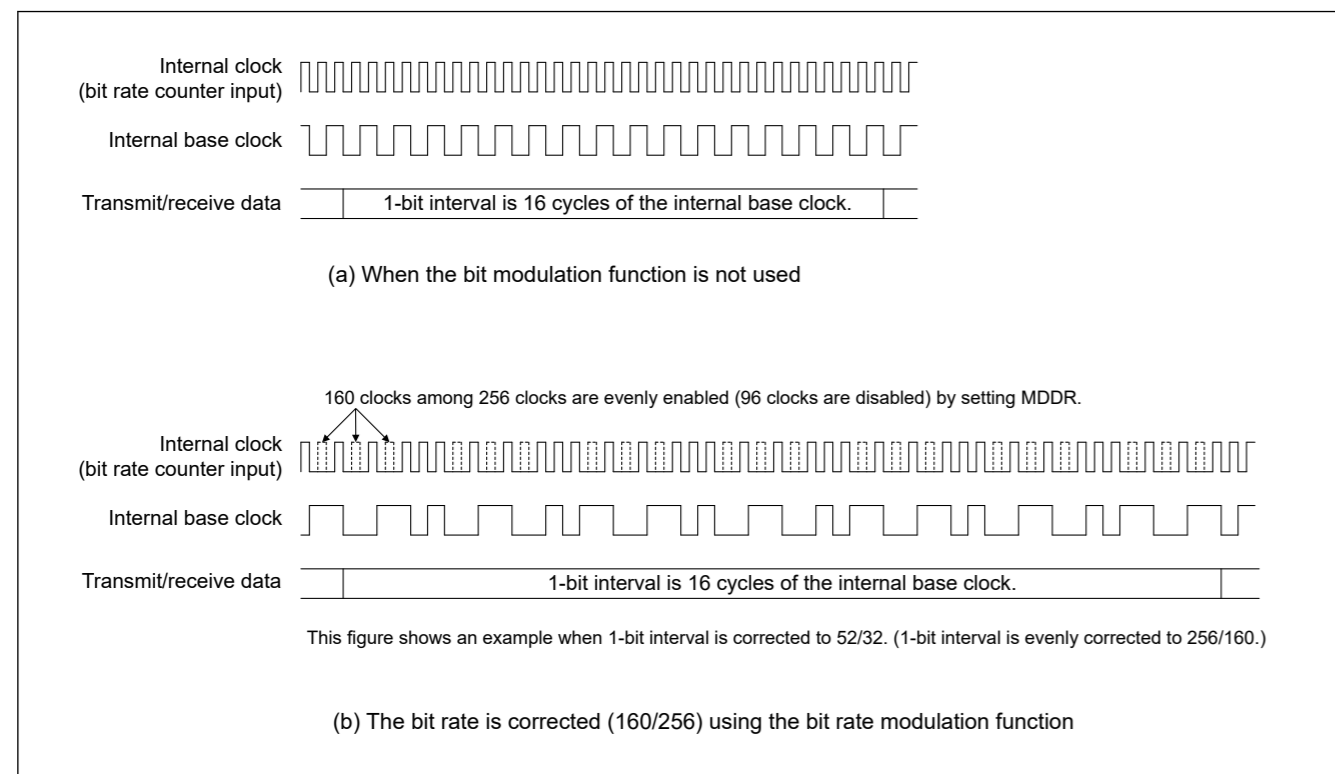 Internal clock
(bit rate counter input)
Internal base clock
Transmit/receive data
1-bit interval is 16 cycles of the internal base clock.
(a) When the bit modulation function is not used
160 clocks among 256 clocks are evenly enabled (96 clocks are disabled) by setting MDDR.
Internal clock
(bit rate counter input)
Internal base clock
Transmit/receive data
1-bit interval is 16 cycles of the internal base clock.
This figure shows an example when 1-bit interval is corrected to 52/32. (1-bit interval is evenly corrected to 256/160.)
(b) The bit rate is corrected (160/256) using the bit rate modulation function